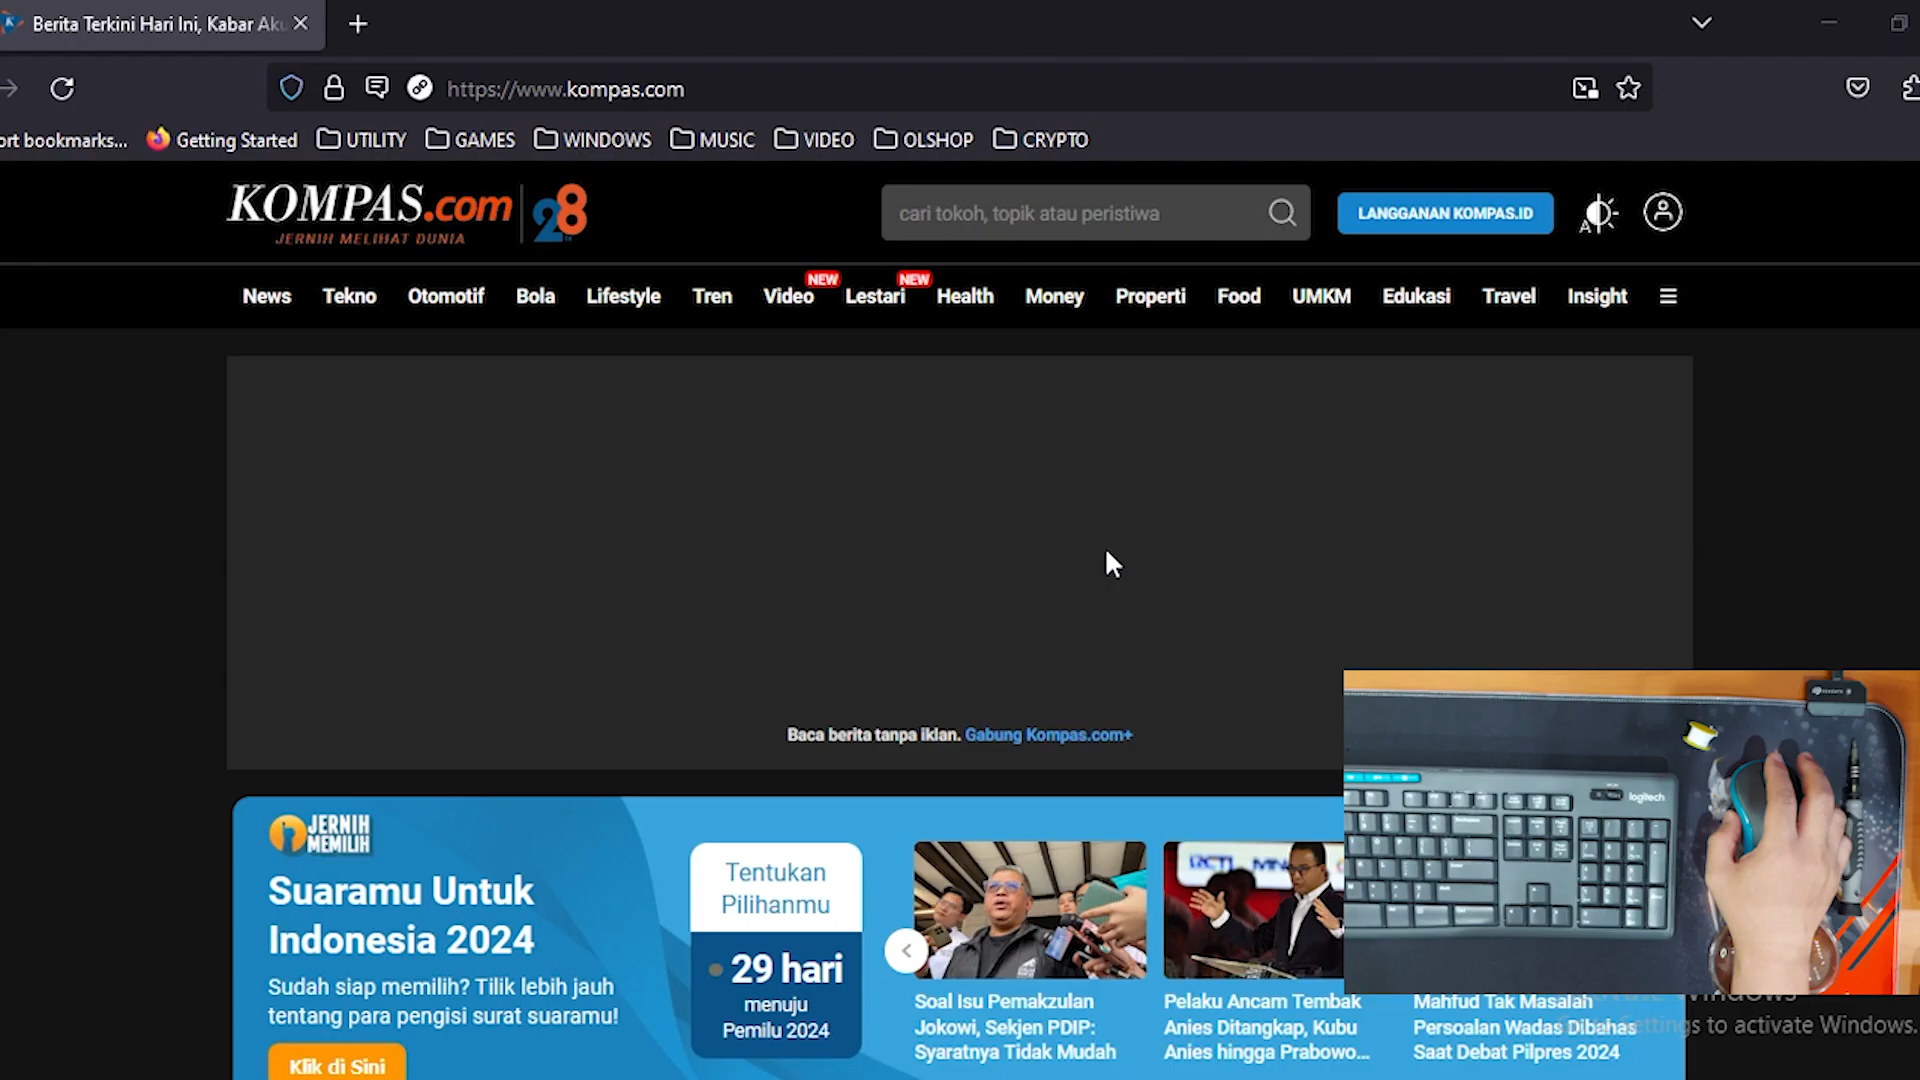 Berita Terkini Hari Ini, Kabar Aku
https://www.kompas.com
ort bookmarks...
Getting Started
UTILITY
GAMES
WINDOWS
MUSIC
VIDEO
OLSHOP
CRYPTO
KOMPAS.com
JERNIH MELIHAT DUNIA
28
cari tokoh, topik atau peristiwa
LANGGANAN KOMPAS.ID
A
NEW
NEW
News
Tekno
Otomotif
Bola
Lifestyle
Tren
Video
Lestari
Health
Money
Properti
Food
UMKM
Edukasi
Travel
Insight
Baca berita tanpa iklan. Gabung Kompas.com+
JERNIH
MEMILIH
Suaramu Untuk
Indonesia 2024
Sudah siap memilih? Tilik lebih jauh
tentang para pengisi surat suaramu!
Klik di Sini
Tentukan
Pilihanmu
29 hari
menuju
Pemilu 2024
RCTI
Soal Isu Pemakzulan
Jokowi, Sekjen PDIP:
Syaratnya Tidak Mudah
Pelaku Ancam Tembak
Anies Ditangkap, Kubu
Anies hingga Prabowo...
Mahfud Tak Masalah
Persoalan Wadas Dibahas
Saat Debat Pilpres 2024
logitech
Windows
Settings to activate Windows.